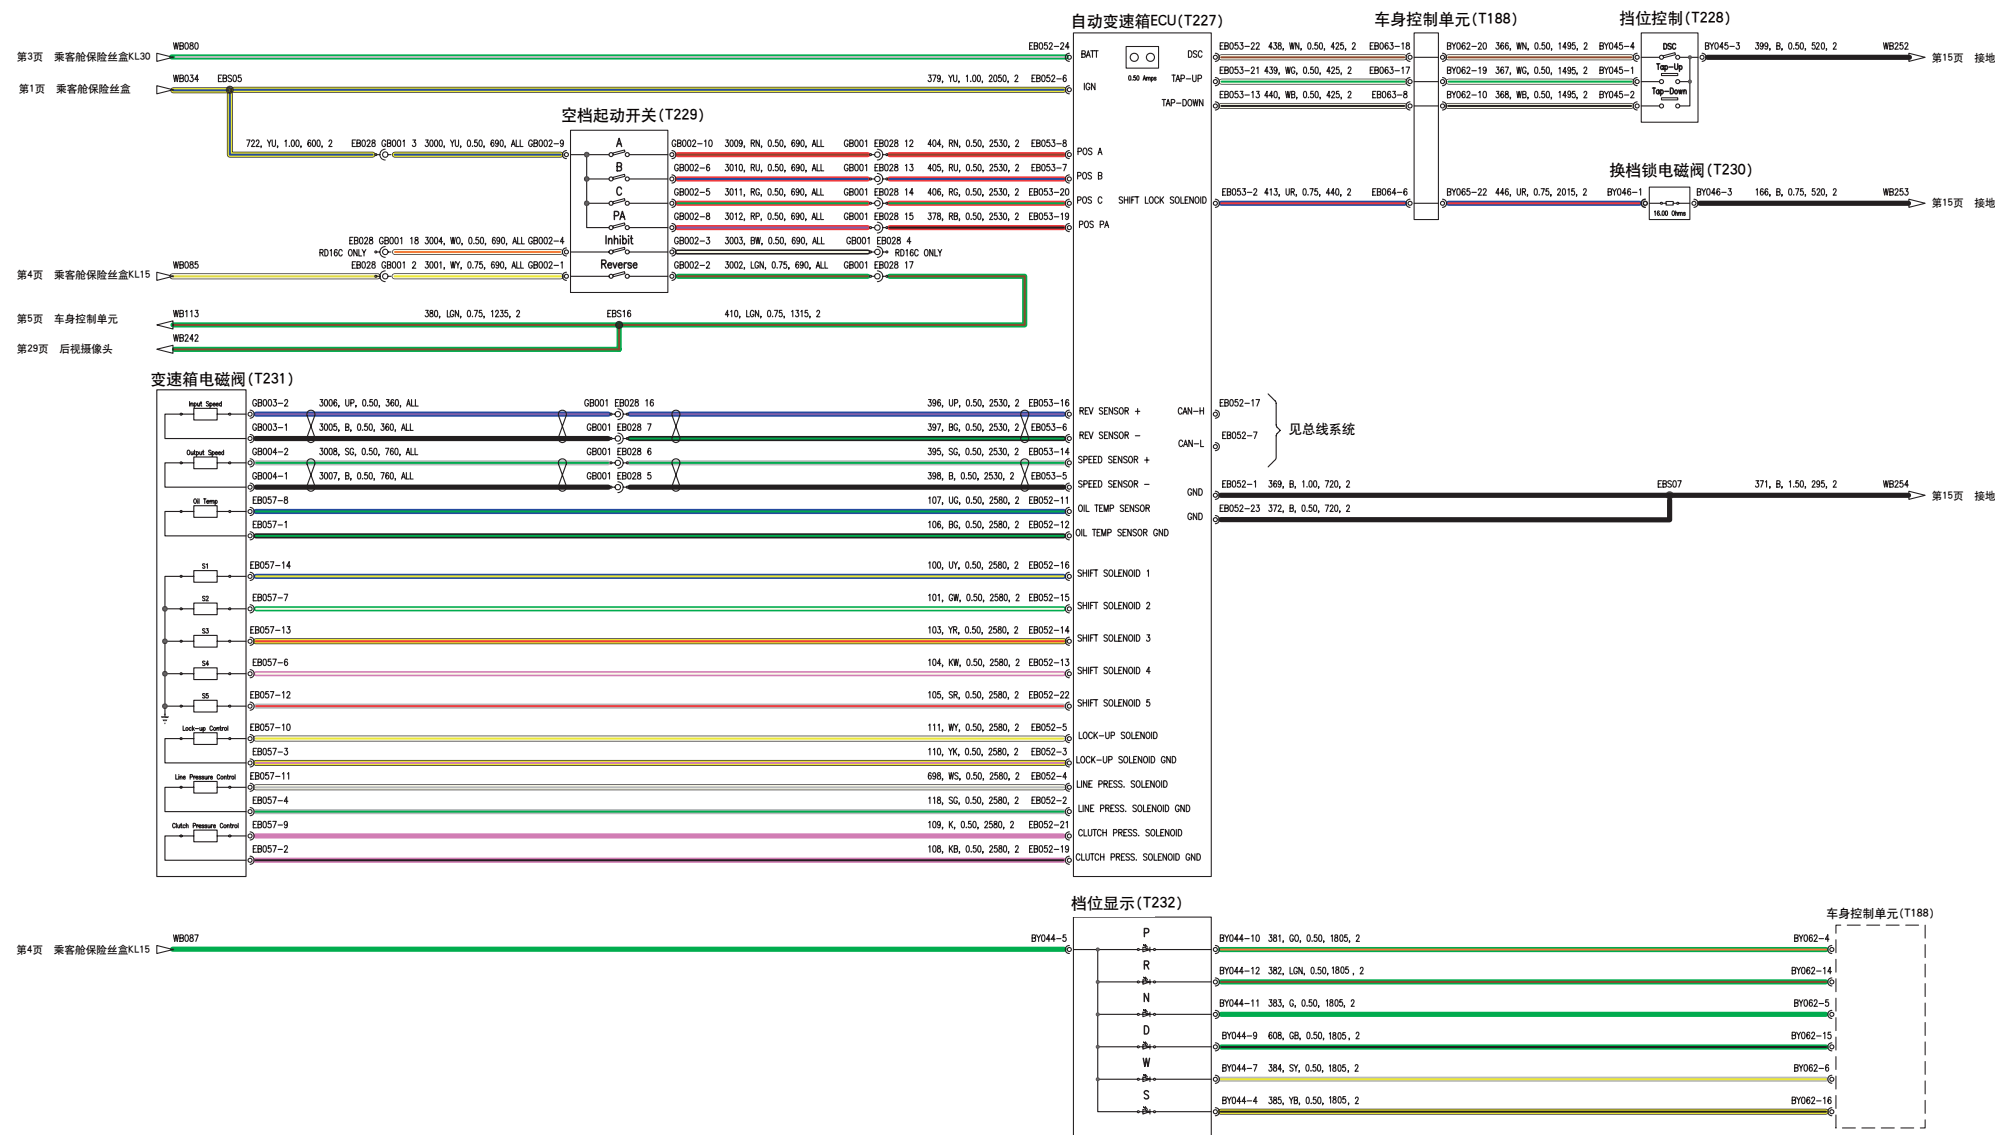 自动变速箱ECU(T227)
车身控制单元(T188)
挡位控制(T228)
第3页 乘客舱保险丝盒KL30 WB080 EB052-24 BATT
0.50 Amps
DSC EB053-22 438, WN, 0.50, 425, 2 EB063-18 BY062-20 366, WN, 0.50, 1495, 2 BY045-4 DSC BY045-3 399, B, 0.50, 520, 2 WB252 第15页 接地
TAP-UP EB053-21 439, WG, 0.50, 425, 2 EB063-17 BY062-19 367, WG, 0.50, 1495, 2 BY045-1 Tap-Up
第1页 乘客舱保险丝盒 WB034 EBS05 379, YU, 1.00, 2050, 2 EB052-6 IGN
TAP-DOWN EB053-13 440, WB, 0.50, 425, 2 EB063-8 BY062-10 368, WB, 0.50, 1495, 2 BY045-2 Tap-Down
空档起动开关(T229)
722, YU, 1.00, 600, 2 EB028 GB001 3 3000, YU, 0.50, 690, ALL GB002-9 A GB002-10 3009, RN, 0.50, 690, ALL GB001 EB028 12 404, RN, 0.50, 2530, 2 EB053-8 POS A
B GB002-6 3010, RU, 0.50, 690, ALL GB001 EB028 13 405, RU, 0.50, 2530, 2 EB053-7 POS B
换档锁电磁阀(T230)
C GB002-5 3011, RG, 0.50, 690, ALL GB001 EB028 14 406, RG, 0.50, 2530, 2 EB053-20 POS C
SHIFT LOCK SOLENOID EB053-2 413, UR, 0.75, 440, 2 EB064-6 BY065-22 446, UR, 0.75, 2015, 2 BY046-1 16.00 Ohms BY046-3 166, B, 0.75, 520, 2 WB253 第15页 接地
PA GB002-8 3012, RP, 0.50, 690, ALL GB001 EB028 15 378, RB, 0.50, 2530, 2 EB053-19 POS PA
EB028 GB001 18 3004, WO, 0.50, 690, ALL GB002-4 Inhibit GB002-3 3003, BW, 0.50, 690, ALL GB001 EB028 4
RD16C ONLY RD16C ONLY
第4页 乘客舱保险丝盒KL15 WB085 EB028 GB001 2 3001, WY, 0.75, 690, ALL GB002-1 Reverse GB002-2 3002, LGN, 0.75, 690, ALL GB001 EB028 17
第5页 车身控制单元 WB113 380, LGN, 0.75, 1235, 2 EBS16 410, LGN, 0.75, 1315, 2
第29页 后视摄像头 WB242
变速箱电磁阀(T231)
Input Speed GB003-2 3006, UP, 0.50, 360, ALL GB001 EB028 16 396, UP, 0.50, 2530, 2 EB053-16 REV SENSOR + CAN-H EB052-17
GB003-1 3005, B, 0.50, 360, ALL GB001 EB028 7 397, BG, 0.50, 2530, 2 EB053-6 REV SENSOR - CAN-L EB052-7
见总线系统
Output Speed GB004-2 3008, SG, 0.50, 760, ALL GB001 EB028 6 395, SG, 0.50, 2530, 2 EB053-14 SPEED SENSOR +
GB004-1 3007, B, 0.50, 760, ALL GB001 EB028 5 398, B, 0.50, 2530, 2 EB053-5 SPEED SENSOR -
GND EB052-1 369, B, 1.00, 720, 2 EBS07 371, B, 1.50, 295, 2 WB254 第15页 接地
Oil Temp EB057-8 107, UG, 0.50, 2580, 2 EB052-11 OIL TEMP SENSOR
GND EB052-23 372, B, 0.50, 720, 2
EB057-1 106, BG, 0.50, 2580, 2 EB052-12 OIL TEMP SENSOR GND
S1 EB057-14 100, UY, 0.50, 2580, 2 EB052-16 SHIFT SOLENOID 1
S2 EB057-7 101, GW, 0.50, 2580, 2 EB052-15 SHIFT SOLENOID 2
S3 EB057-13 103, YR, 0.50, 2580, 2 EB052-14 SHIFT SOLENOID 3
S4 EB057-6 104, KW, 0.50, 2580, 2 EB052-13 SHIFT SOLENOID 4
S5 EB057-12 105, SR, 0.50, 2580, 2 EB052-22 SHIFT SOLENOID 5
Lock-up Control EB057-10 111, WY, 0.50, 2580, 2 EB052-5 LOCK-UP SOLENOID
EB057-3 110, YK, 0.50, 2580, 2 EB052-3 LOCK-UP SOLENOID GND
Line Pressure Control EB057-11 698, WS, 0.50, 2580, 2 EB052-4 LINE PRESS. SOLENOID
EB057-4 118, SG, 0.50, 2580, 2 EB052-2 LINE PRESS. SOLENOID GND
Clutch Pressure Control EB057-9 109, K, 0.50, 2580, 2 EB052-21 CLUTCH PRESS. SOLENOID
EB057-2 108, KB, 0.50, 2580, 2 EB052-19 CLUTCH PRESS. SOLENOID GND
档位显示(T232)
车身控制单元(T188)
第4页 乘客舱保险丝盒KL15 WB087 BY044-5 P BY044-10 381, GO, 0.50, 1805, 2 BY062-4
R BY044-12 382, LGN, 0.50, 1805 , 2 BY062-14
N BY044-11 383, G, 0.50, 1805, 2 BY062-5
D BY044-9 608, GB, 0.50, 1805, 2 BY062-15
W BY044-7 384, SY, 0.50, 1805, 2 BY062-6
S BY044-4 385, YB, 0.50, 1805, 2 BY062-16